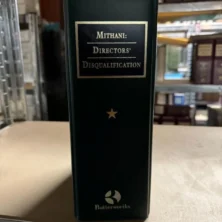 MITHANI:
DIRECTORS'
DISQUALIFICATION
Butterworths